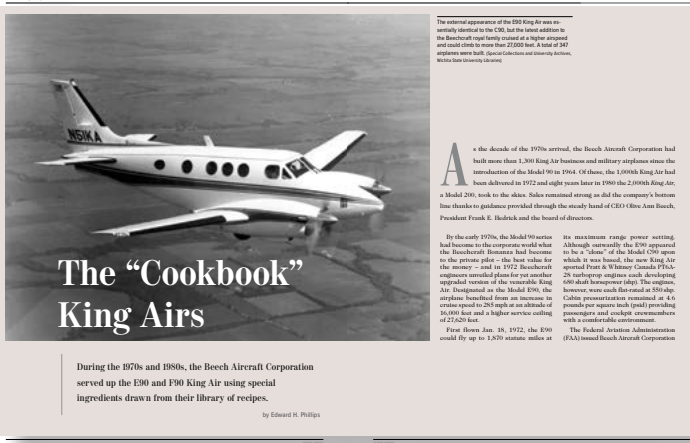 The external appearance of the E90 King Air was es-
sentially identical to the C90, but the latest addition to
the Beechcraft royal family cruised at a higher airspeed
and could climb to more than 27,000 feet. A total of 347
airplanes were built. (Special Collections and University Archives,
Wichita State University Libraries)
N51KA
The “Cookbook”
King Airs
During the 1970s and 1980s, the Beech Aircraft Corporation
served up the E90 and F90 King Air using special
ingredients drawn from their library of recipes.
by Edward H. Phillips
As the decade of the 1970s arrived, the Beech Aircraft Corporation had
built more than 1,300 King Air business and military airplanes since the
introduction of the Model 90 in 1964. Of these, the 1,000th King Air had
been delivered in 1972 and eight years later in 1980 the 2,000th King Air,
a Model 200, took to the skies. Sales remained strong as did the company's bottom
line thanks to guidance provided through the steady hand of CEO Olive Ann Beech,
President Frank E. Hedrick and the board of directors.
By the early 1970s, the Model 90 series
had become to the corporate world what
the Beechcraft Bonanza had become
to the private pilot – the best value for
the money – and in 1972 Beechcraft
engineers unveiled plans for yet another
upgraded version of the venerable King
Air. Designated as the Model E90, the
airplane benefited from an increase in
cruise speed to 285 mph at an altitude of
16,000 feet and a higher service ceiling
of 27,620 feet.
First flown Jan. 18, 1972, the E90
could fly up to 1,870 statute miles at
its maximum range power setting.
Although outwardly the E90 appeared
to be a "clone" of the Model C90 upon
which it was based, the new King Air
sported Pratt & Whitney Canada PT6A-
28 turboprop engines each developing
680 shaft horsepower (shp). The engines,
however, were each flat-rated at 550 shp.
Cabin pressurization remained at 4.6
pounds per square inch (psid) providing
passengers and cockpit crewmembers
with a comfortable environment.
The Federal Aviation Administration
(FAA) issued Beech Aircraft Corporation